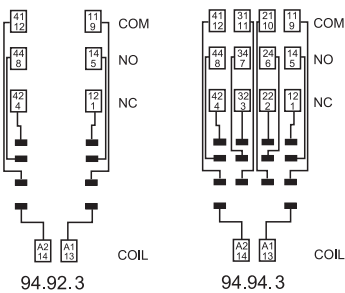 41 11 COM
12 9
44 14 NO
8 5
42 12 NC
4 1
A2 A1 COIL
14 13
94.92.3
41 31 21 11 COM
12 11 10 9
44 34 24 14 NO
8 7 6 5
42 32 22 12 NC
4 3 2 1
A2 A1 COIL
14 13
94.94.3